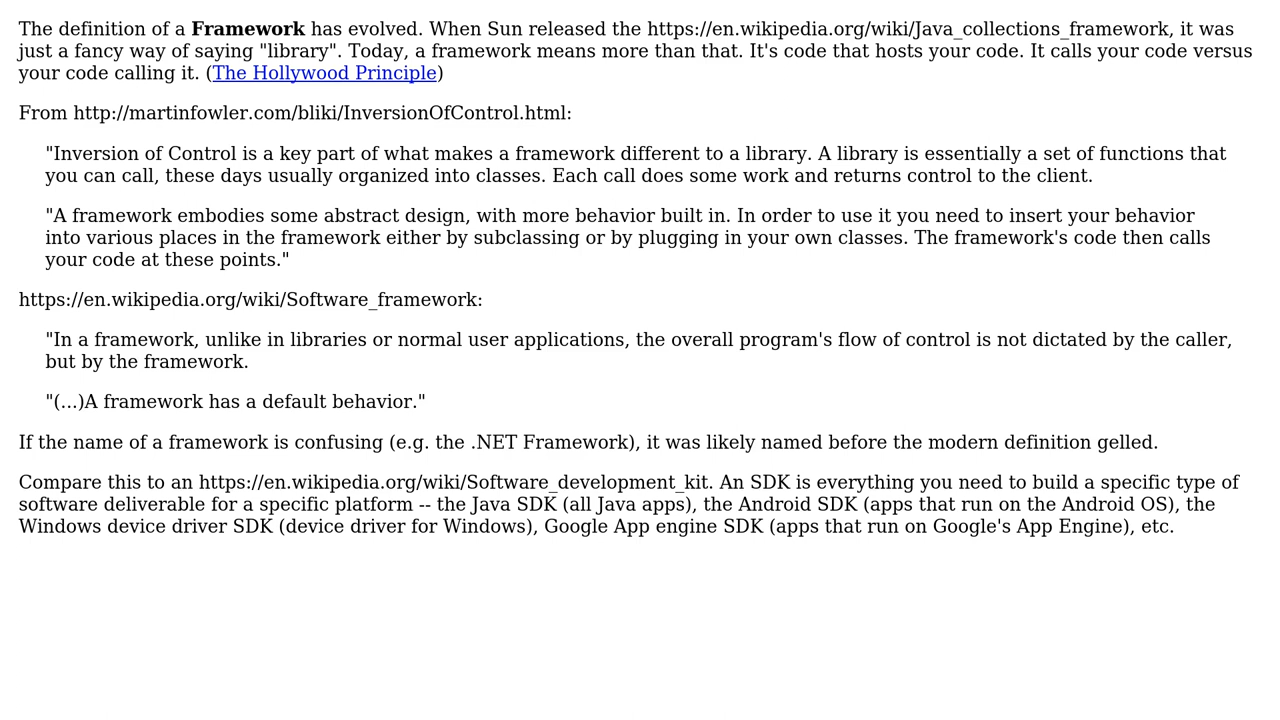 The definition of a Framework has evolved. When Sun released the https://en.wikipedia.org/wiki/Java_collections_framework, it was
just a fancy way of saying "library". Today, a framework means more than that. It's code that hosts your code. It calls your code versus
your code calling it. (The Hollywood Principle)
From http://martinfowler.com/bliki/InversionOfControl.html:
"Inversion of Control is a key part of what makes a framework different to a library. A library is essentially a set of functions that
you can call, these days usually organized into classes. Each call does some work and returns control to the client.
"A framework embodies some abstract design, with more behavior built in. In order to use it you need to insert your behavior
into various places in the framework either by subclassing or by plugging in your own classes. The framework's code then calls
your code at these points."
https://en.wikipedia.org/wiki/Software_framework:
"In a framework, unlike in libraries or normal user applications, the overall program's flow of control is not dictated by the caller,
but by the framework.
"(...)A framework has a default behavior."
If the name of a framework is confusing (e.g. the .NET Framework), it was likely named before the modern definition gelled.
Compare this to an https://en.wikipedia.org/wiki/Software_development_kit. An SDK is everything you need to build a specific type of
software deliverable for a specific platform -- the Java SDK (all Java apps), the Android SDK (apps that run on the Android OS), the
Windows device driver SDK (device driver for Windows), Google App engine SDK (apps that run on Google's App Engine), etc.